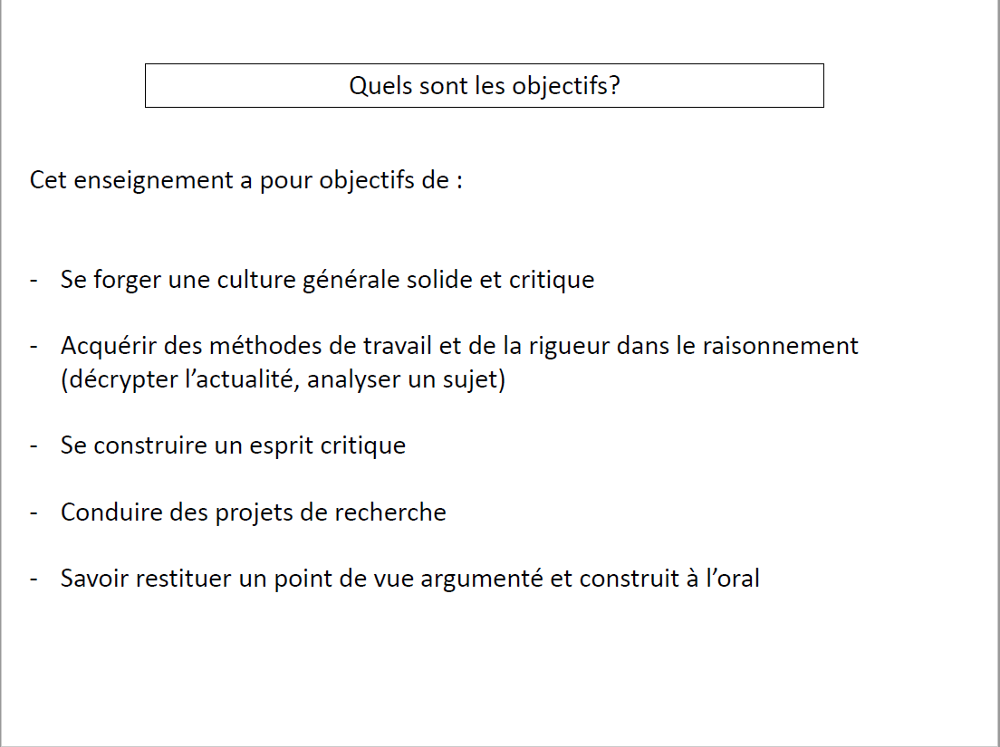 Quels sont les objectifs?
Cet enseignement a pour objectifs de :
- Se forger une culture générale solide et critique
- Acquérir des méthodes de travail et de la rigueur dans le raisonnement
(décrypter l’actualité, analyser un sujet)
- Se construire un esprit critique
- Conduire des projets de recherche
- Savoir restituer un point de vue argumenté et construit à l’oral